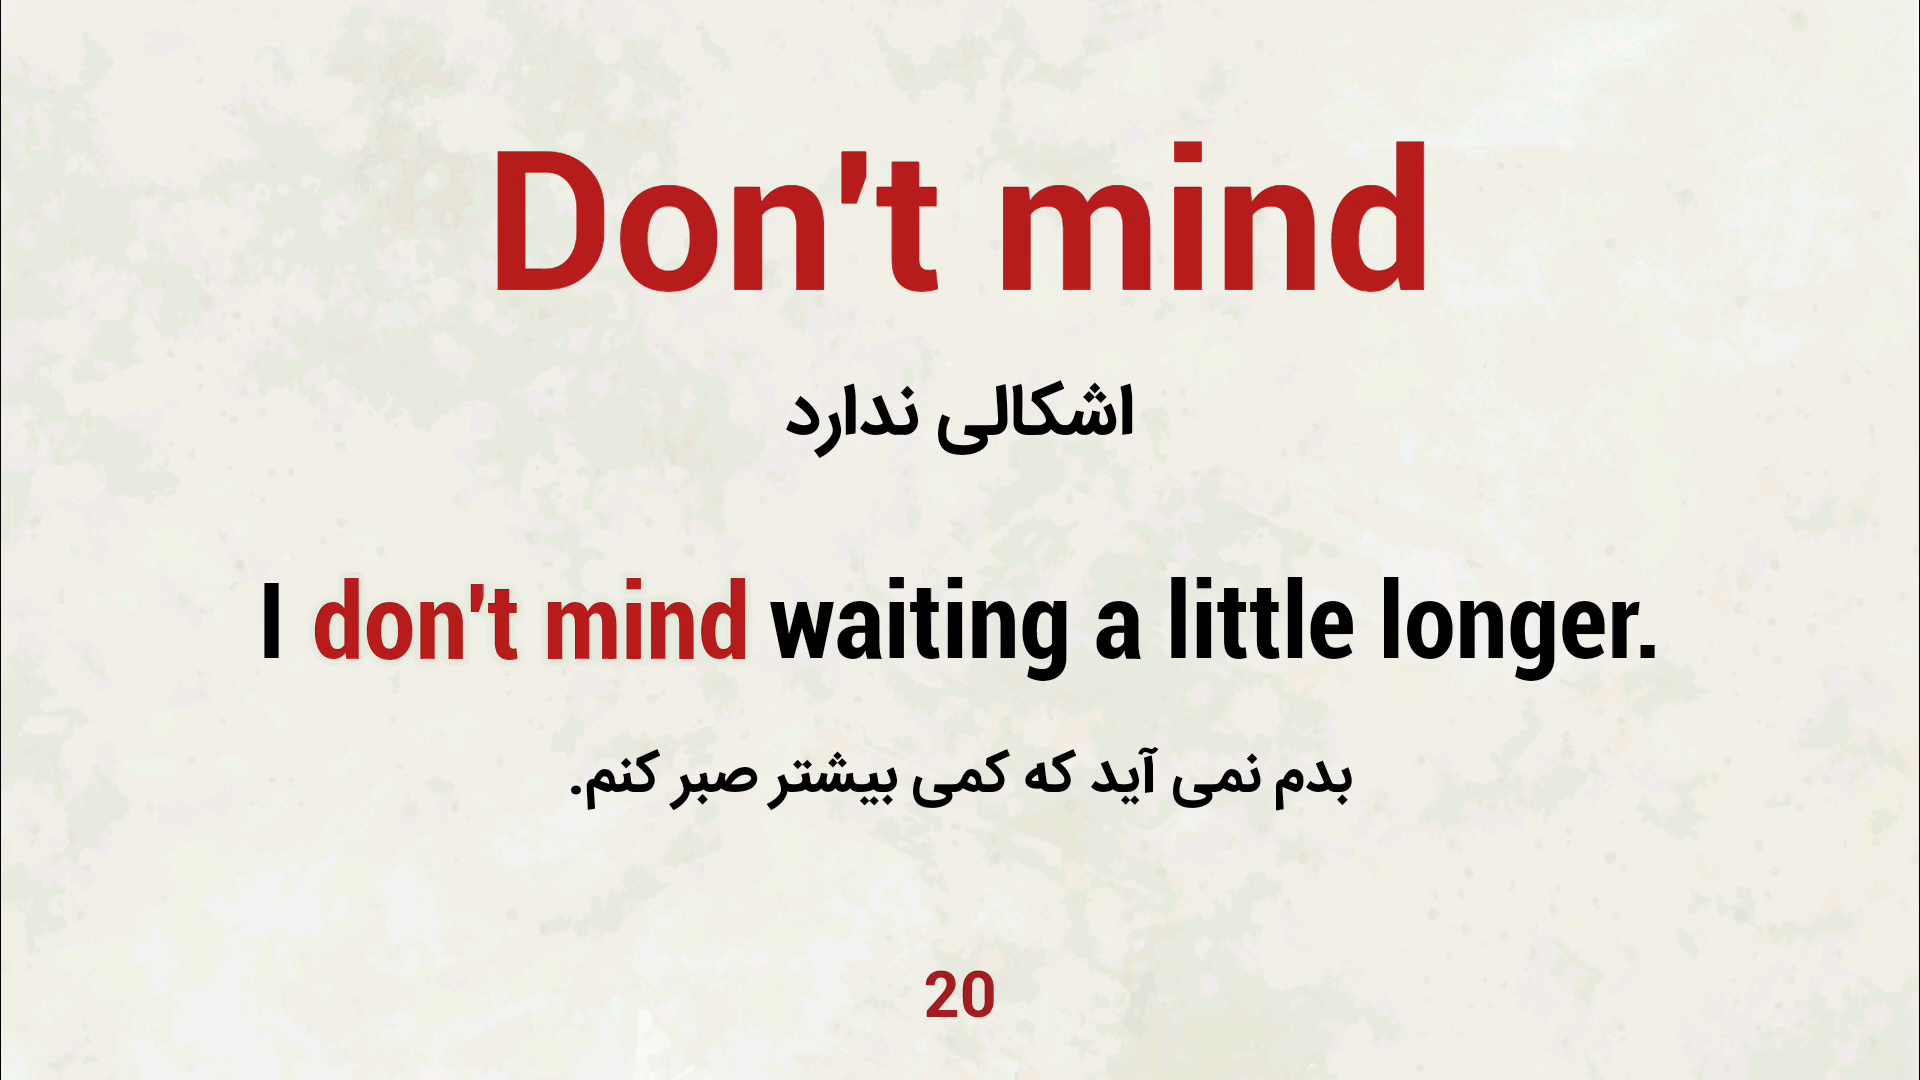 Don't mind
اشکالی ندارد
I don't mind waiting a little longer.
بدم نمی آید که کمی بیشتر صبر کنم.
20